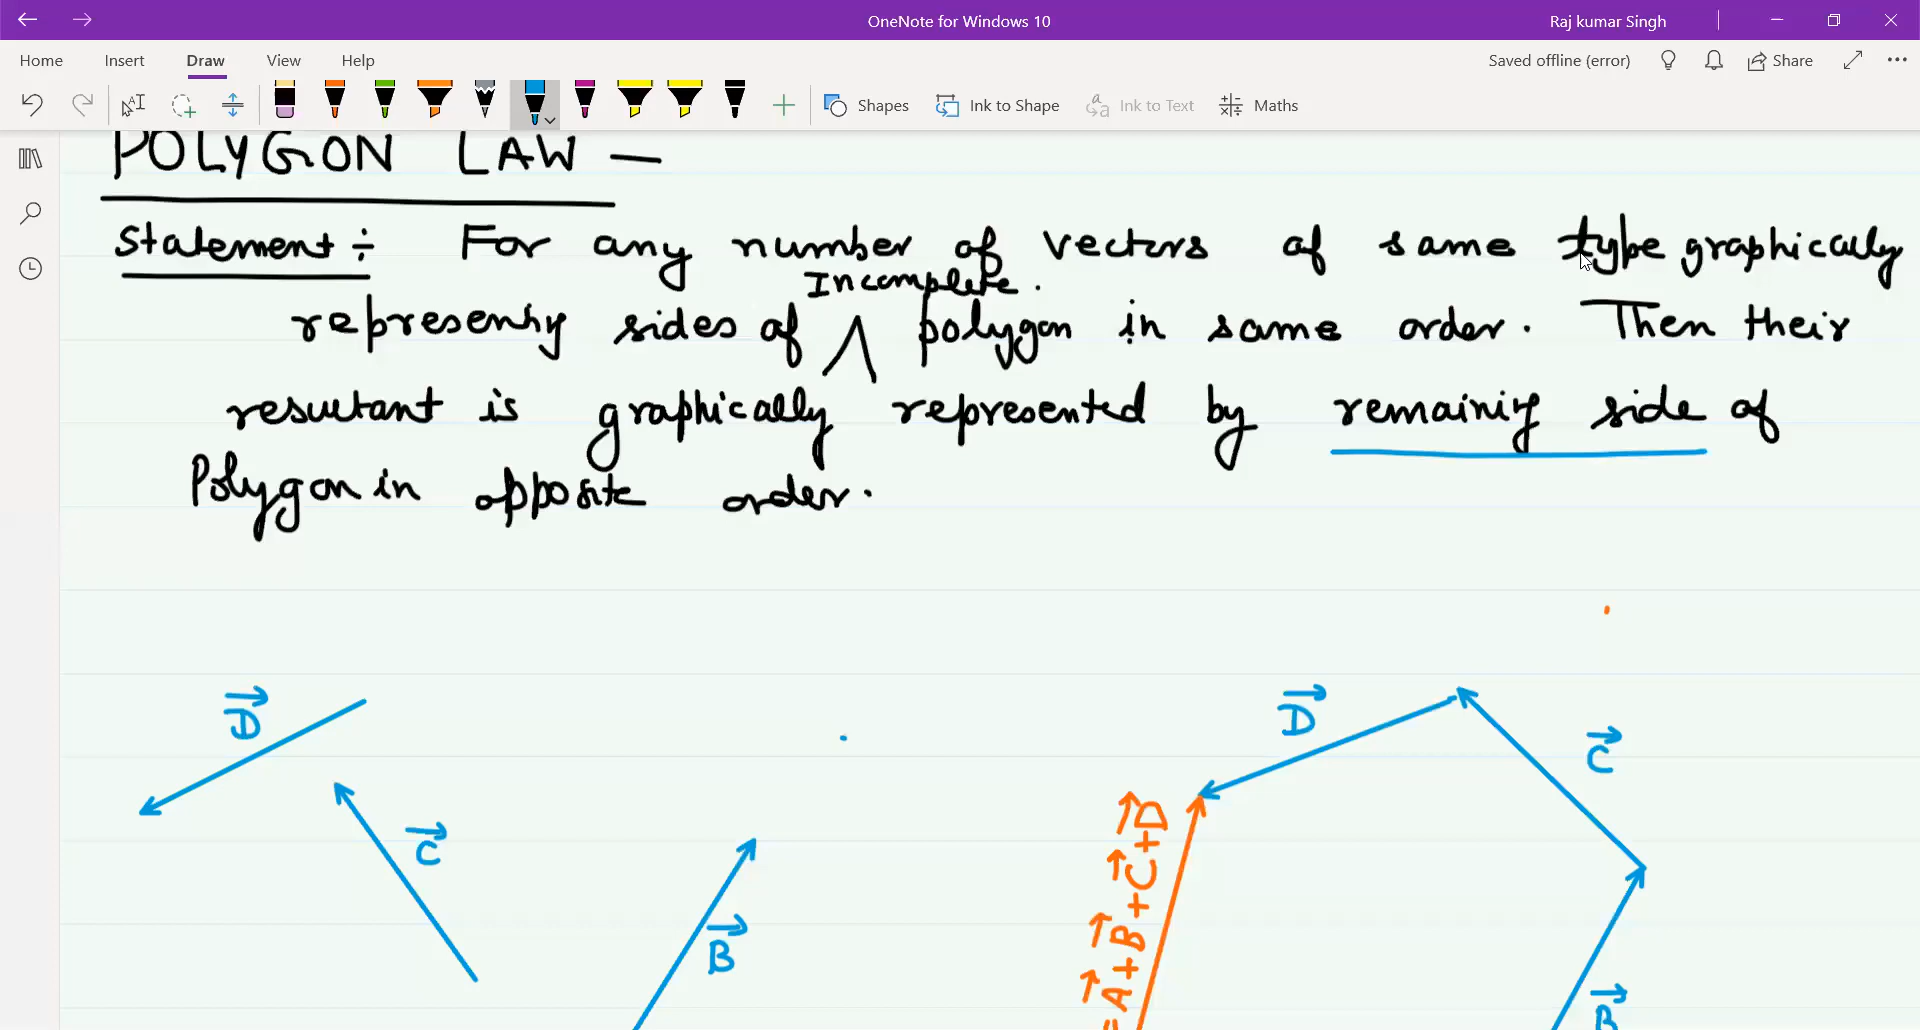 OneNote for Windows 10
Raj kumar Singh
Home Insert Draw View Help
Saved offline (error)
Share
Shapes
Ink to Shape
Ink to Text
Maths
POLYGON LAW —
Statement ÷ For any number of vectors of same type graphically
Incomplete.
representig sides of ⋀ polygon in same order. Then their
resultant is graphically represented by remainig side of
Polygon in opposite order.
D⃗
C⃗
B⃗
D⃗
C⃗
B⃗
=A⃗+B⃗+C⃗+D⃗